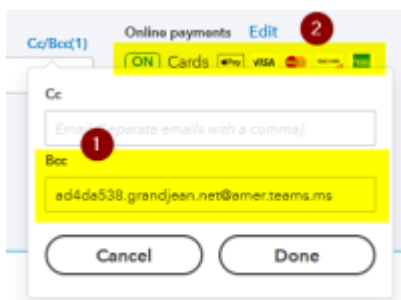 Online payments Edit 2
Cc/Bcc(1)
ON Cards Pay VISA
Cc
Email (Separate emails with a comma)
1
Bcc
ad4da538.grandjean.net@amer.teams.ms
Cancel Done